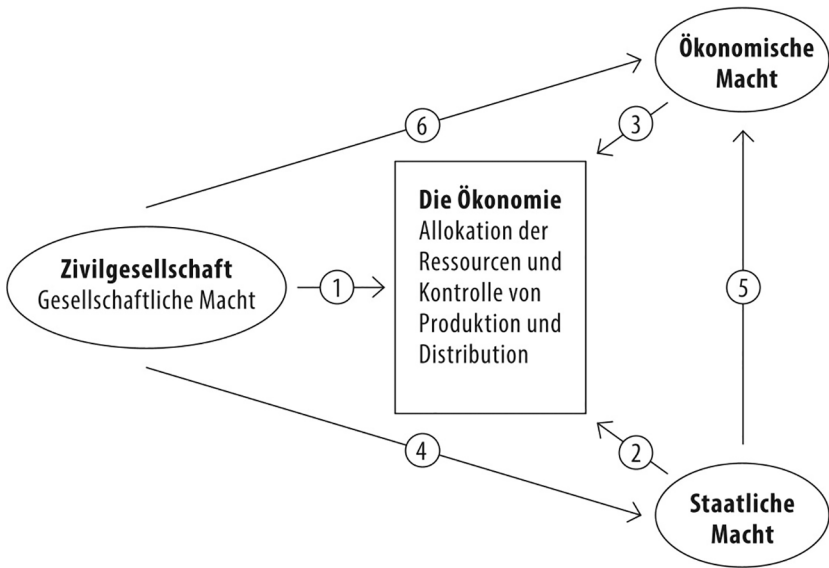 Ökonomische
Macht
6
3
Die Ökonomie
Allokation der
Ressourcen und
Kontrolle von
Produktion und
Distribution
Zivilgesellschaft
Gesellschaftliche Macht
1
5
4
2
Staatliche
Macht